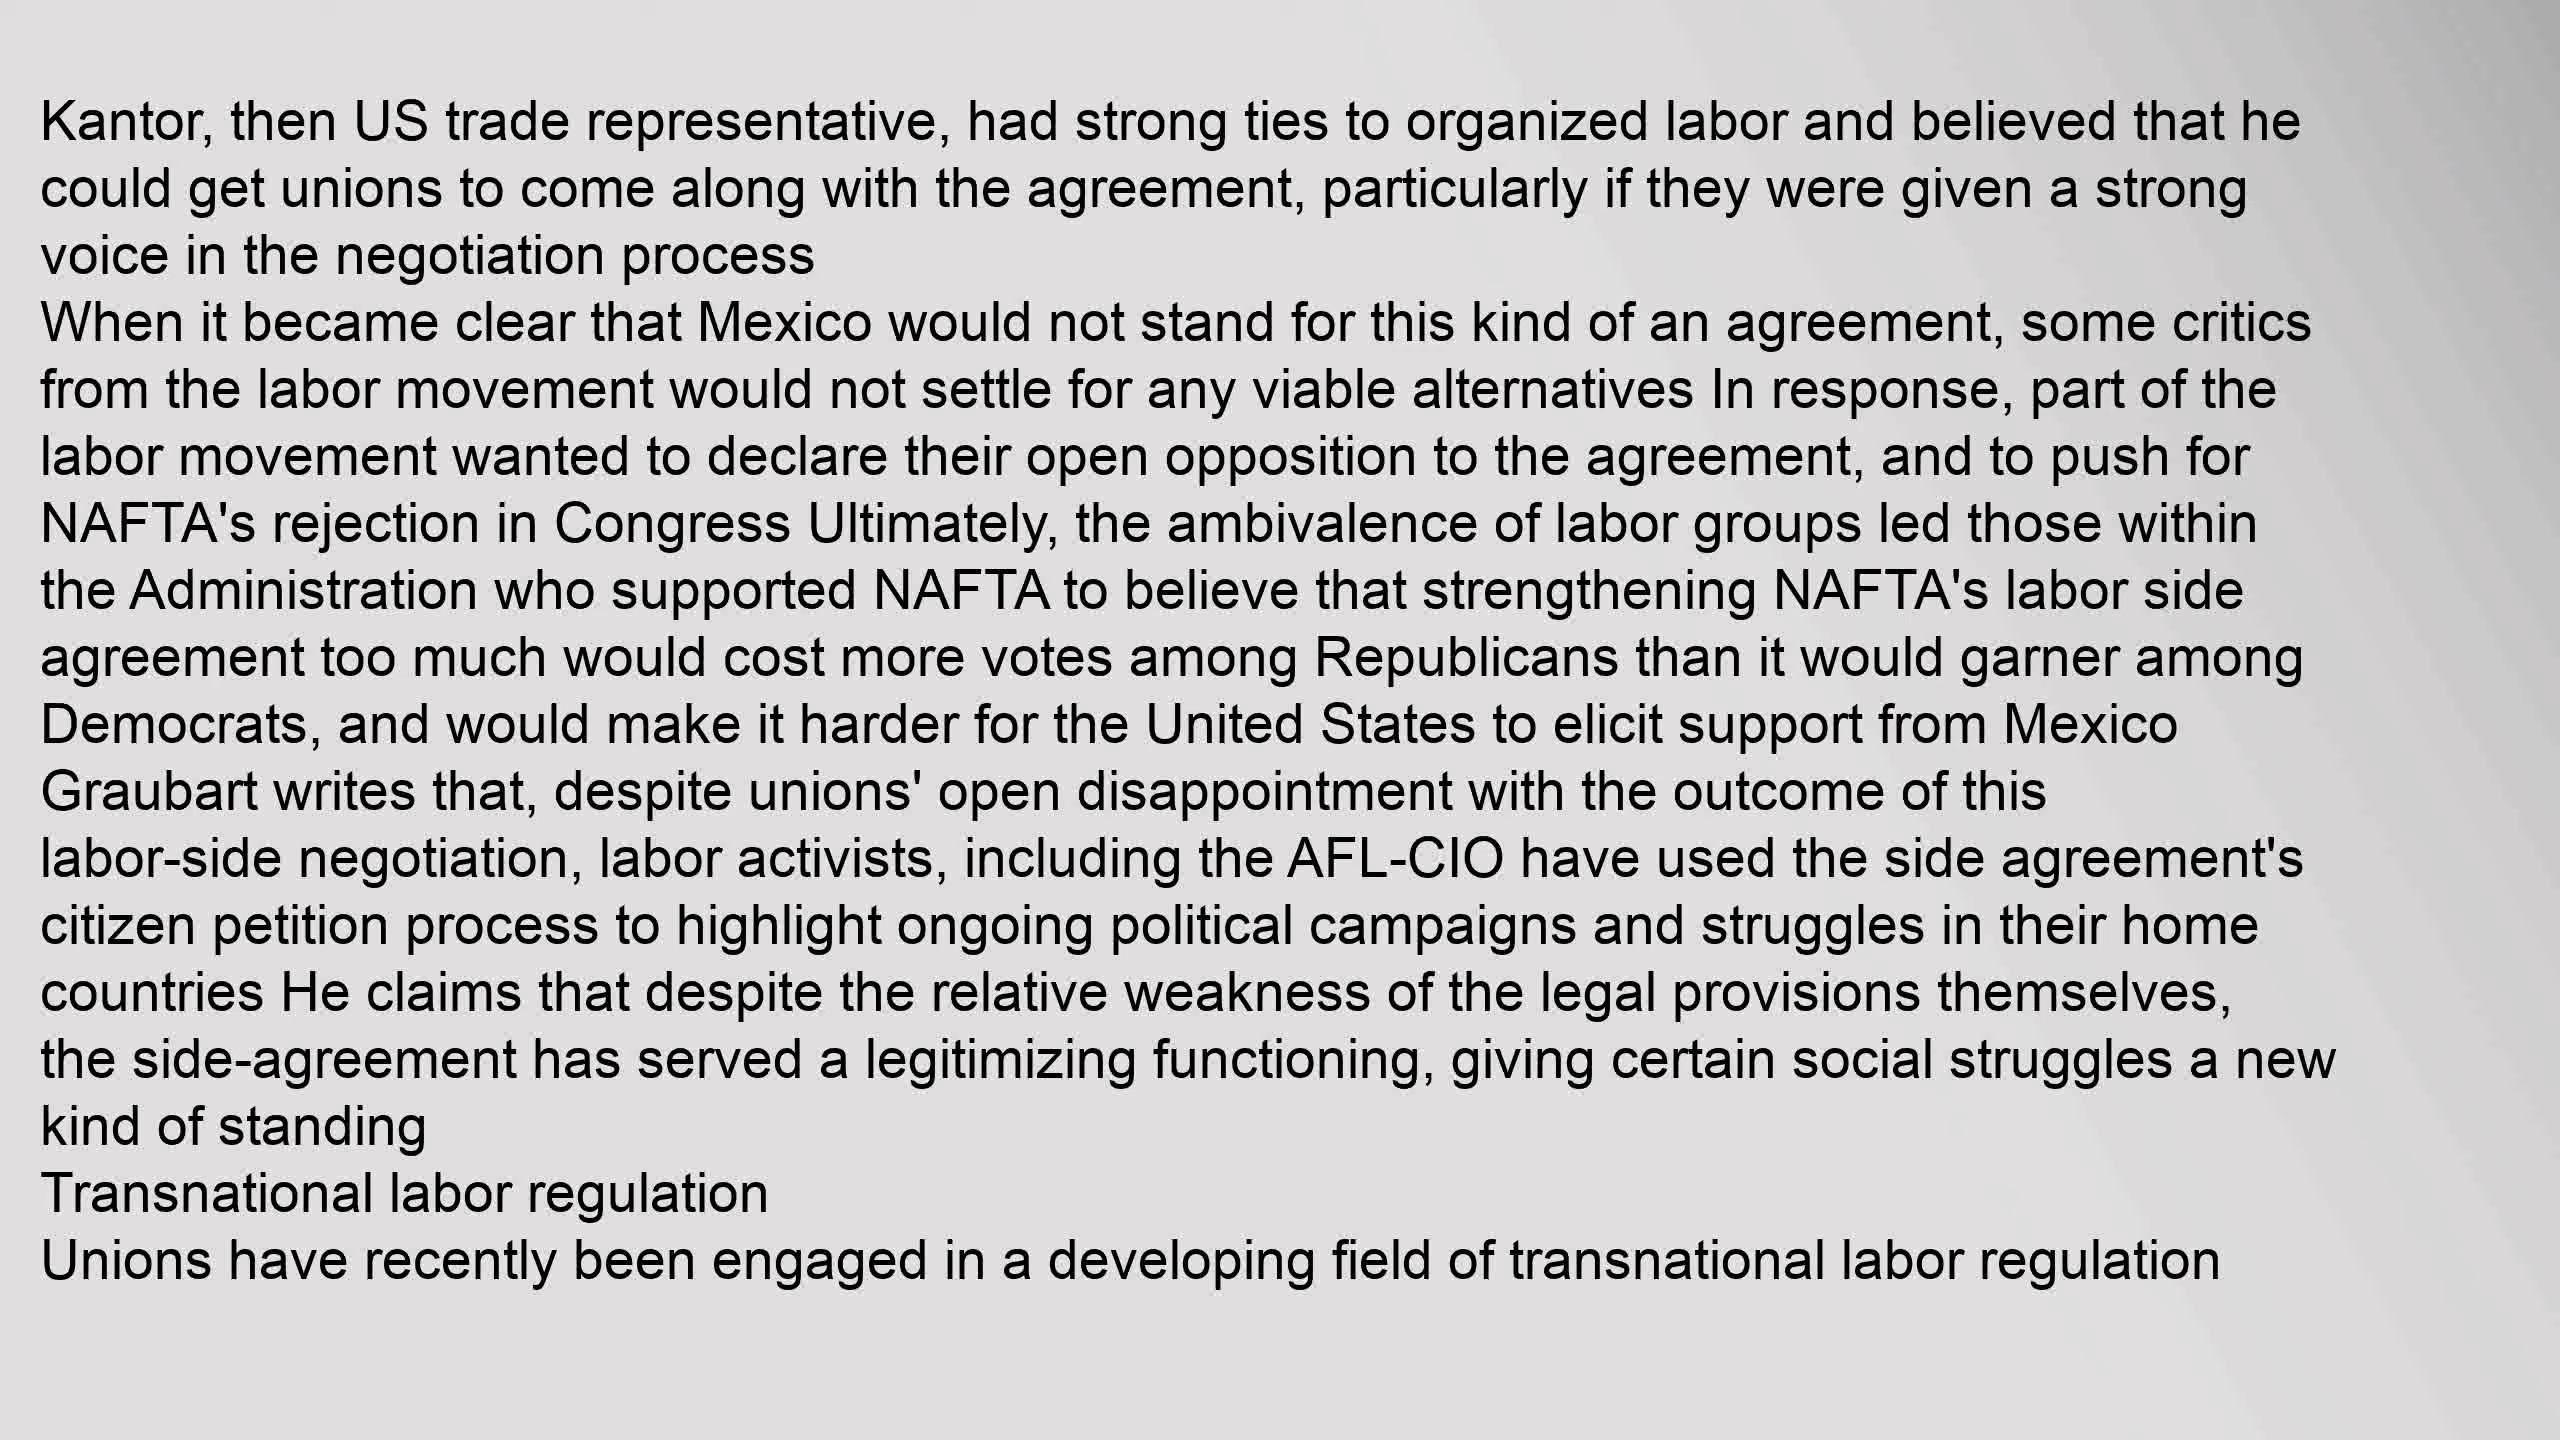 Kantor, then US trade representative, had strong ties to organized labor and believed that he
could get unions to come along with the agreement, particularly if they were given a strong
voice in the negotiation process
When it became clear that Mexico would not stand for this kind of an agreement, some critics
from the labor movement would not settle for any viable alternatives In response, part of the
labor movement wanted to declare their open opposition to the agreement, and to push for
NAFTA's rejection in Congress Ultimately, the ambivalence of labor groups led those within
the Administration who supported NAFTA to believe that strengthening NAFTA's labor side
agreement too much would cost more votes among Republicans than it would garner among
Democrats, and would make it harder for the United States to elicit support from Mexico
Graubart writes that, despite unions' open disappointment with the outcome of this
labor-side negotiation, labor activists, including the AFL-CIO have used the side agreement's
citizen petition process to highlight ongoing political campaigns and struggles in their home
countries He claims that despite the relative weakness of the legal provisions themselves,
the side-agreement has served a legitimizing functioning, giving certain social struggles a new
kind of standing
Transnational labor regulation
Unions have recently been engaged in a developing field of transnational labor regulation